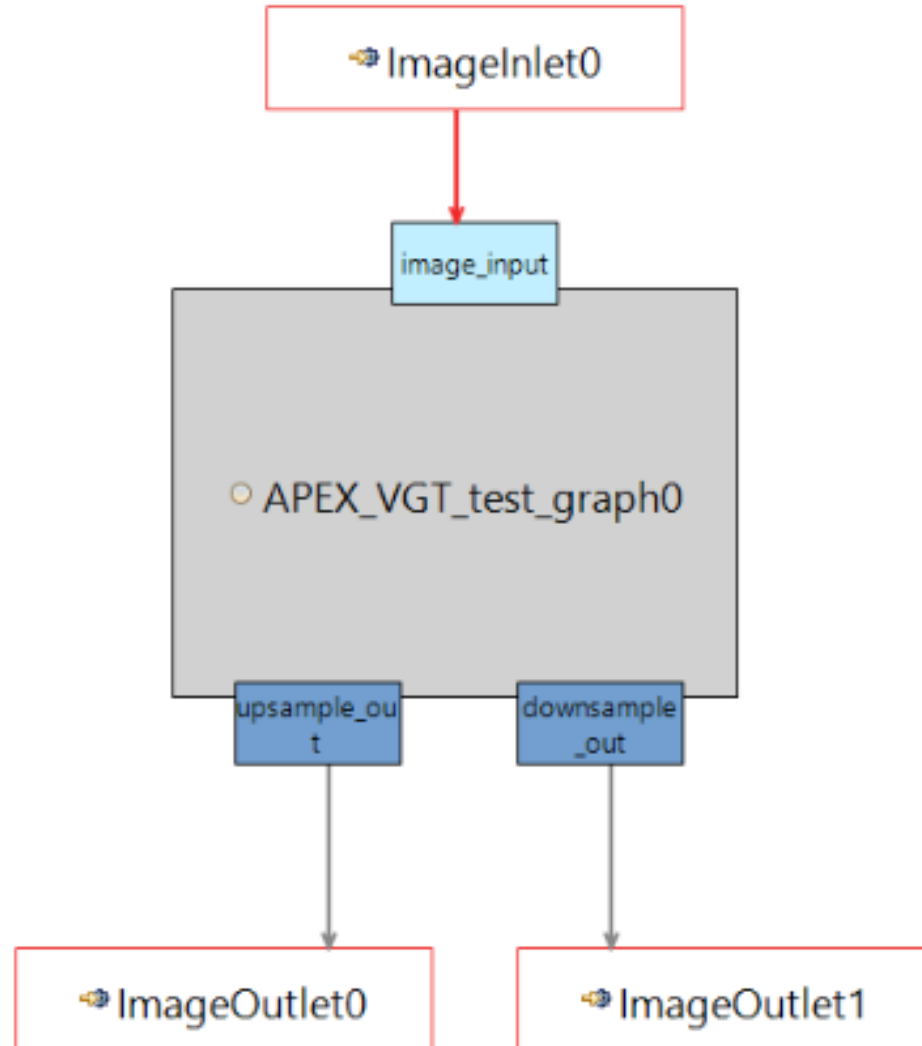 ImageInlet0
image_input
APEX_VGT_test_graph0
upsample_ou
t
downsample
_out
ImageOutlet0
ImageOutlet1